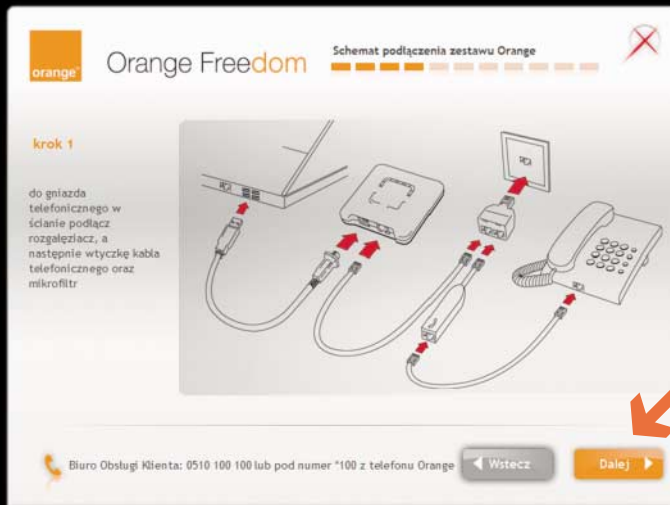 orange™
Orange Freedom
Schemat podłączenia zestawu Orange
krok 1
do gniazda
telefonicznego w
ścianie podłącz
rozgałęziacz, a
następnie wtyczkę kabla
telefonicznego oraz
mikrofiltr
Biuro Obsługi Klienta: 0510 100 100 lub pod numer *100 z telefonu Orange
Wstecz
Dalej